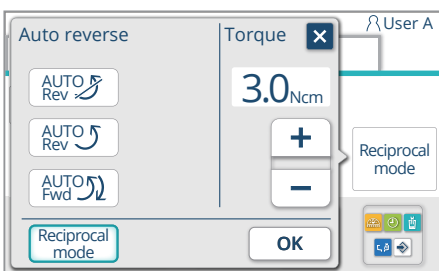 User A
Auto reverse
Torque
AUTO
Rev
3.0Ncm
AUTO
Rev
+
AUTO
Fwd
−
Reciprocal
mode
OK
Reciprocal
mode